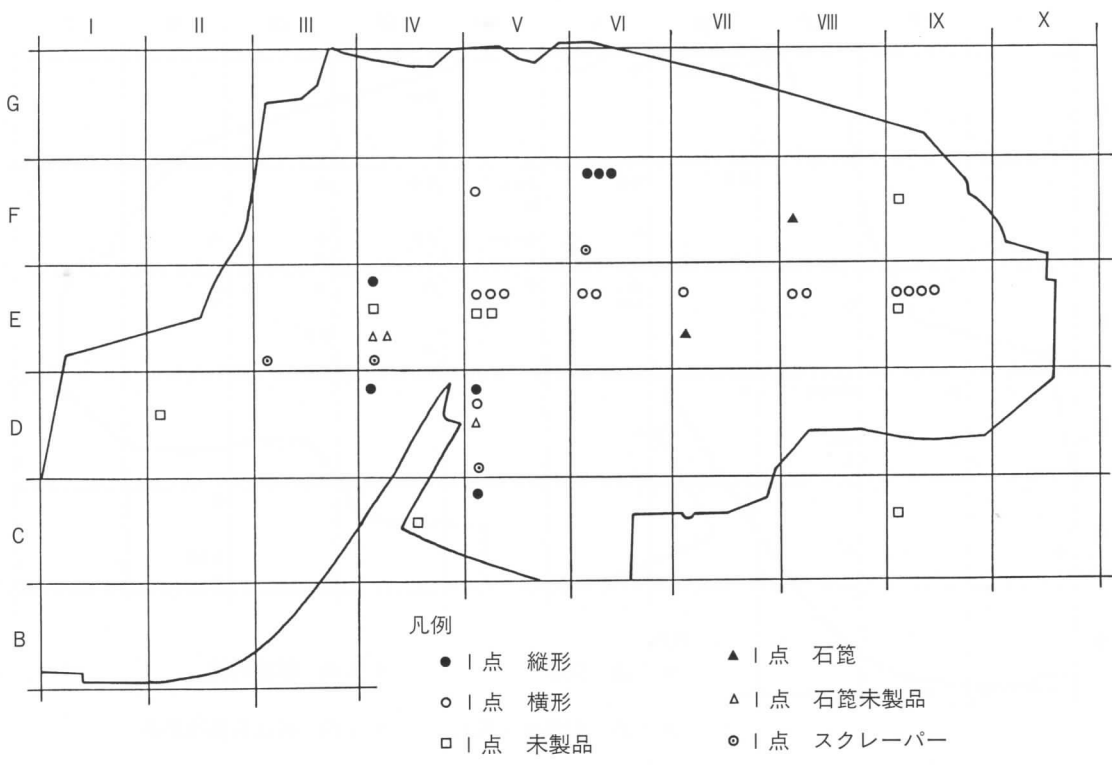 I II III IV V VI VII VIII IX X
G
F
E
D
C
B
凡例
● 1点 縦形
○ 1点 横形
□ 1点 未製品
▲ 1点 石箆
△ 1点 石箆未製品
◉ 1点 スクレーパー